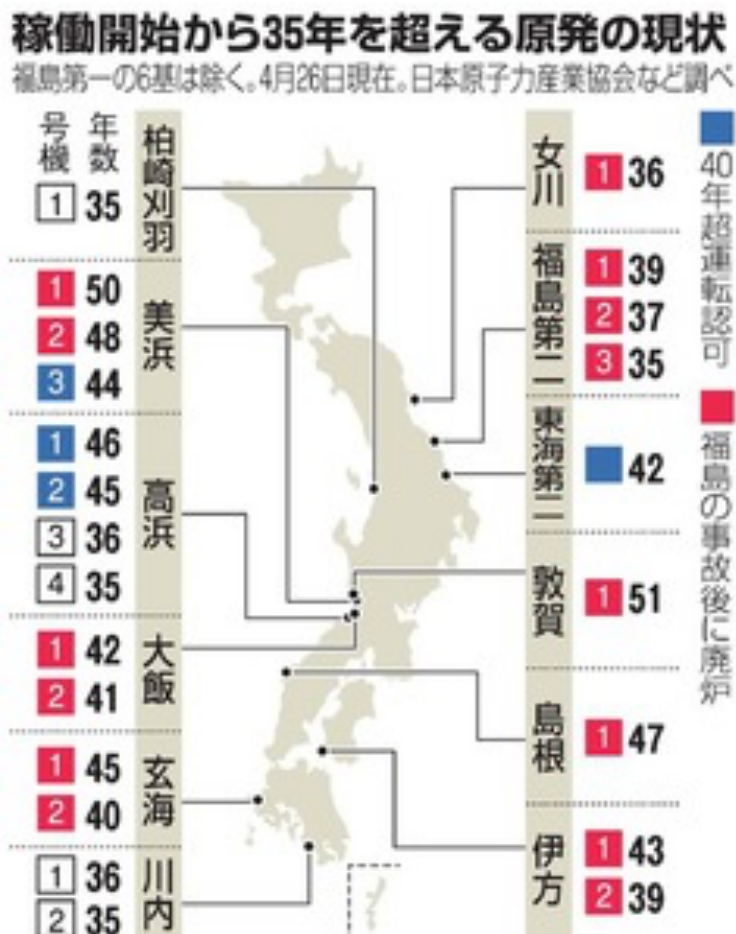 稼働開始から35年を超える原発の現状
福島第一の6基は除く。4月26日現在。日本原子力産業協会など調べ
号機 年数
柏崎刈羽
1 35
美浜
1 50
2 48
3 44
高浜
1 46
2 45
3 36
4 35
大飯
1 42
2 41
玄海
1 45
2 40
川内
1 36
2 35
女川
1 36
福島第二
1 39
2 37
3 35
東海第二
42
敦賀
1 51
島根
1 47
伊方
1 43
2 39
40年超運転認可
福島の事故後に廃炉